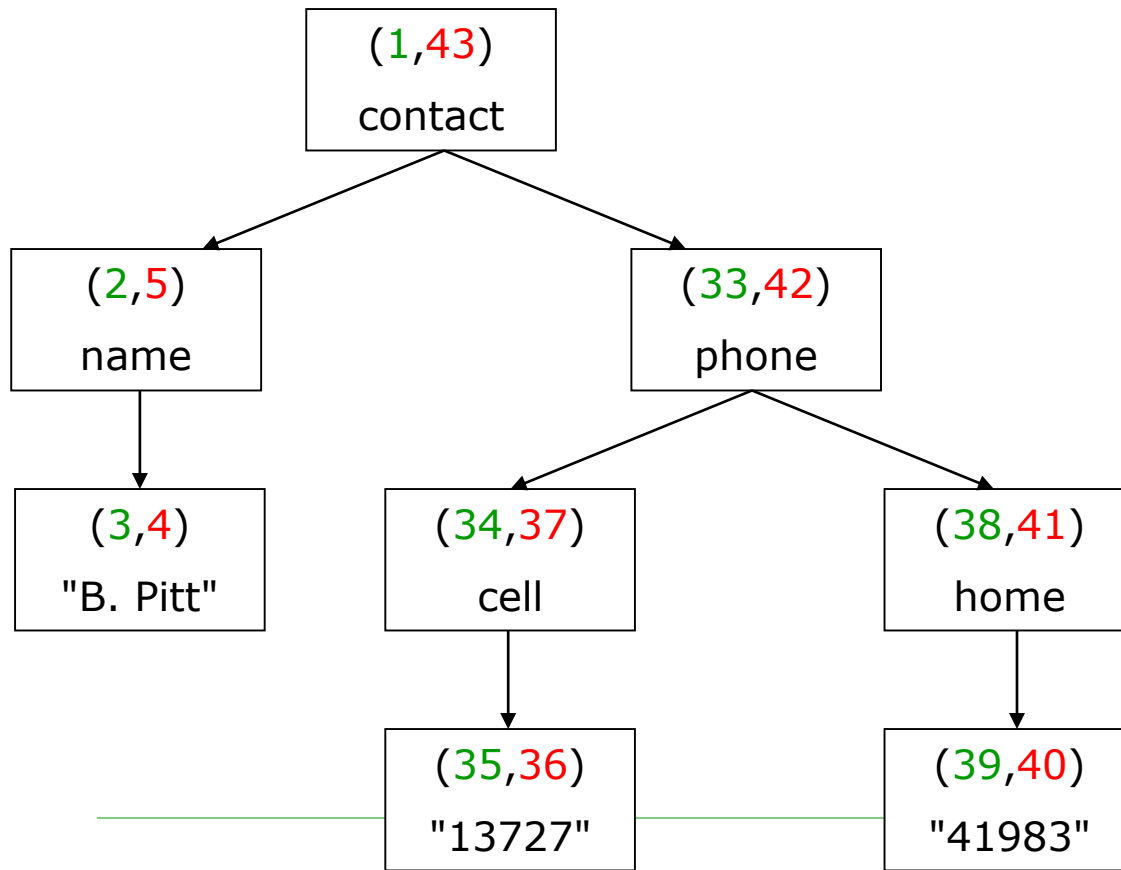 (1,43)
contact
(2,5)
name
(33,42)
phone
(3,4)
"B. Pitt"
(34,37)
cell
(38,41)
home
(35,36)
"13727"
(39,40)
"41983"